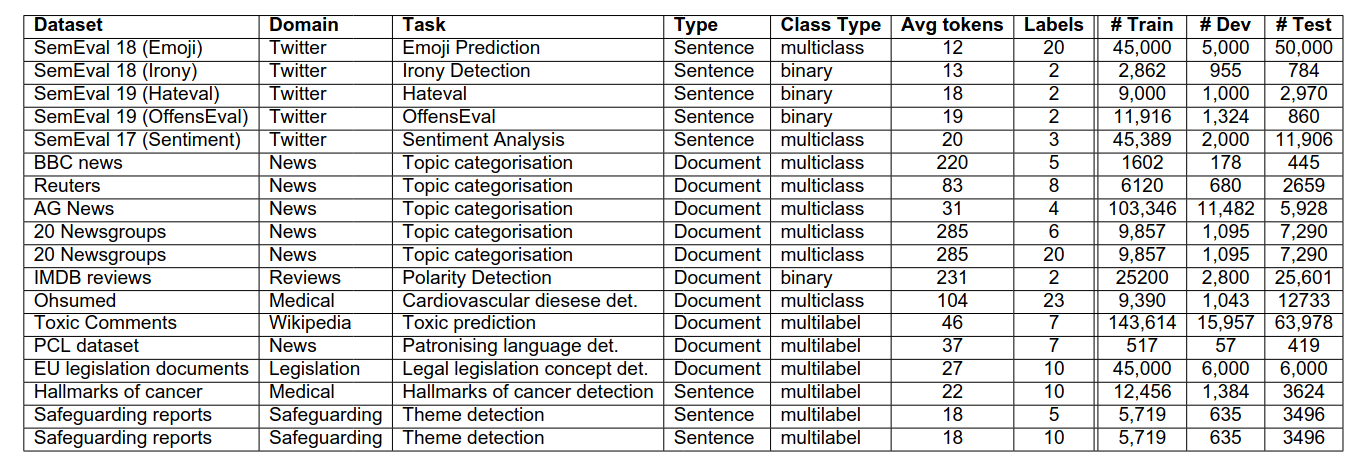 Dataset Domain Task Type Class Type Avg tokens Labels # Train # Dev # Test
SemEval 18 (Emoji) Twitter Emoji Prediction Sentence multiclass 12 20 45,000 5,000 50,000
SemEval 18 (Irony) Twitter Irony Detection Sentence binary 13 2 2,862 955 784
SemEval 19 (Hateval) Twitter Hateval Sentence binary 18 2 9,000 1,000 2,970
SemEval 19 (OffensEval) Twitter OffensEval Sentence binary 19 2 11,916 1,324 860
SemEval 17 (Sentiment) Twitter Sentiment Analysis Sentence multiclass 20 3 45,389 2,000 11,906
BBC news News Topic categorisation Document multiclass 220 5 1602 178 445
Reuters News Topic categorisation Document multiclass 83 8 6120 680 2659
AG News News Topic categorisation Document multiclass 31 4 103,346 11,482 5,928
20 Newsgroups News Topic categorisation Document multiclass 285 6 9,857 1,095 7,290
20 Newsgroups News Topic categorisation Document multiclass 285 20 9,857 1,095 7,290
IMDB reviews Reviews Polarity Detection Document binary 231 2 25200 2,800 25,601
Ohsumed Medical Cardiovascular diesese det. Document multiclass 104 23 9,390 1,043 12733
Toxic Comments Wikipedia Toxic prediction Document multilabel 46 7 143,614 15,957 63,978
PCL dataset News Patronising language det. Document multilabel 37 7 517 57 419
EU legislation documents Legislation Legal legislation concept det. Document multilabel 27 10 45,000 6,000 6,000
Hallmarks of cancer Medical Hallmarks of cancer detection Sentence multilabel 22 10 12,456 1,384 3624
Safeguarding reports Safeguarding Theme detection Sentence multilabel 18 5 5,719 635 3496
Safeguarding reports Safeguarding Theme detection Sentence multilabel 18 10 5,719 635 3496